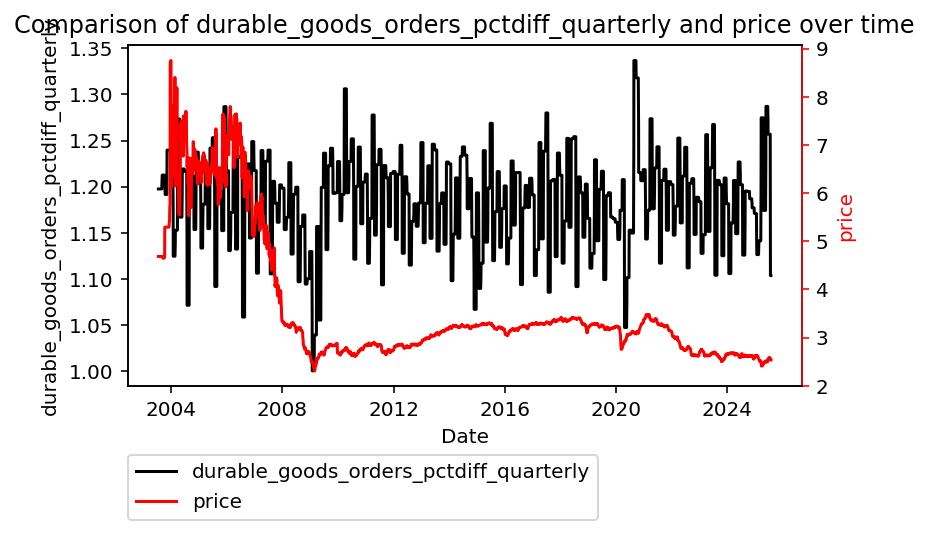 Comparison of durable_goods_orders_pctdiff_quarterly and price over time
durable_goods_orders_pctdiff_quarterly
1.35
1.30
1.25
1.20
1.15
1.10
1.05
1.00
9
8
7
6
5
4
3
2
price
2004 2008 2012 2016 2020 2024
Date
durable_goods_orders_pctdiff_quarterly
price